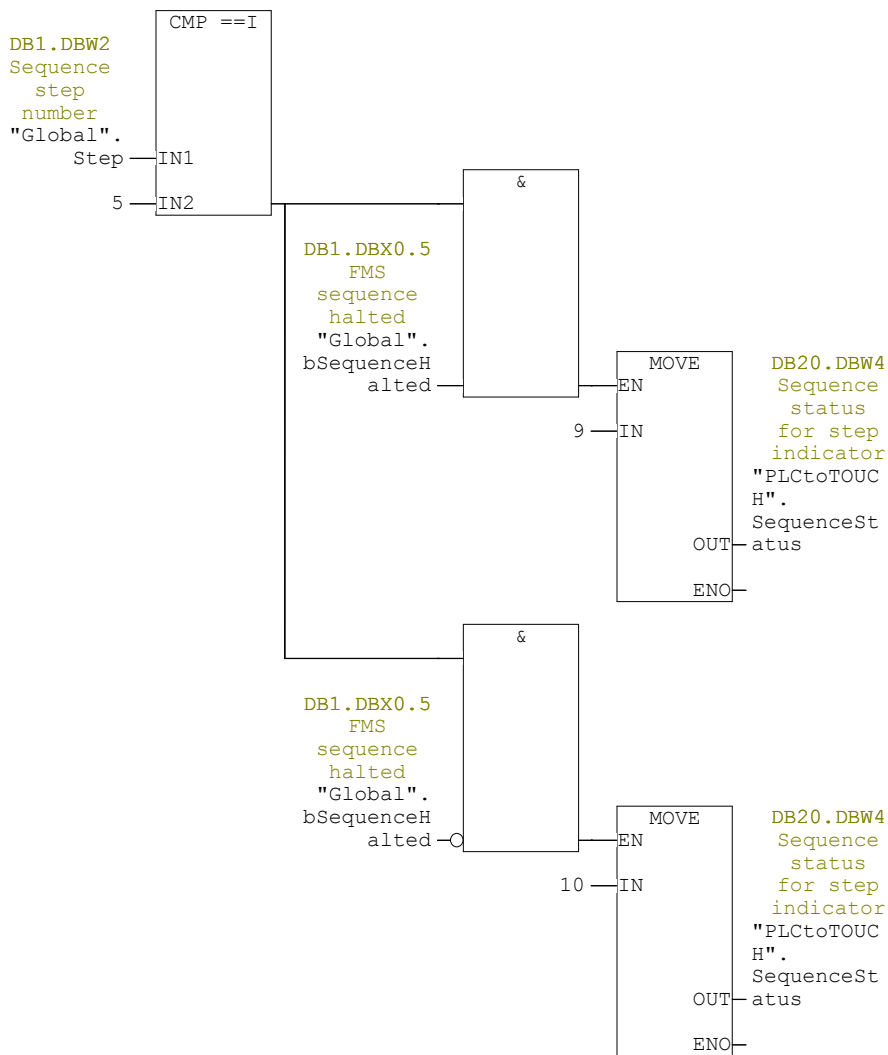 CMP ==I
DB1.DBW2
Sequence
step
number
"Global".
Step
IN1
5
IN2
&
DB1.DBX0.5
FMS
sequence
halted
"Global".
bSequenceH
alted
MOVE
EN
9
IN
DB20.DBW4
Sequence
status
for step
indicator
"PLCtoTOUC
H".
SequenceSt
OUT
atus
ENO
&
DB1.DBX0.5
FMS
sequence
halted
"Global".
bSequenceH
alted
MOVE
EN
10
IN
DB20.DBW4
Sequence
status
for step
indicator
"PLCtoTOUC
H".
SequenceSt
OUT
atus
ENO